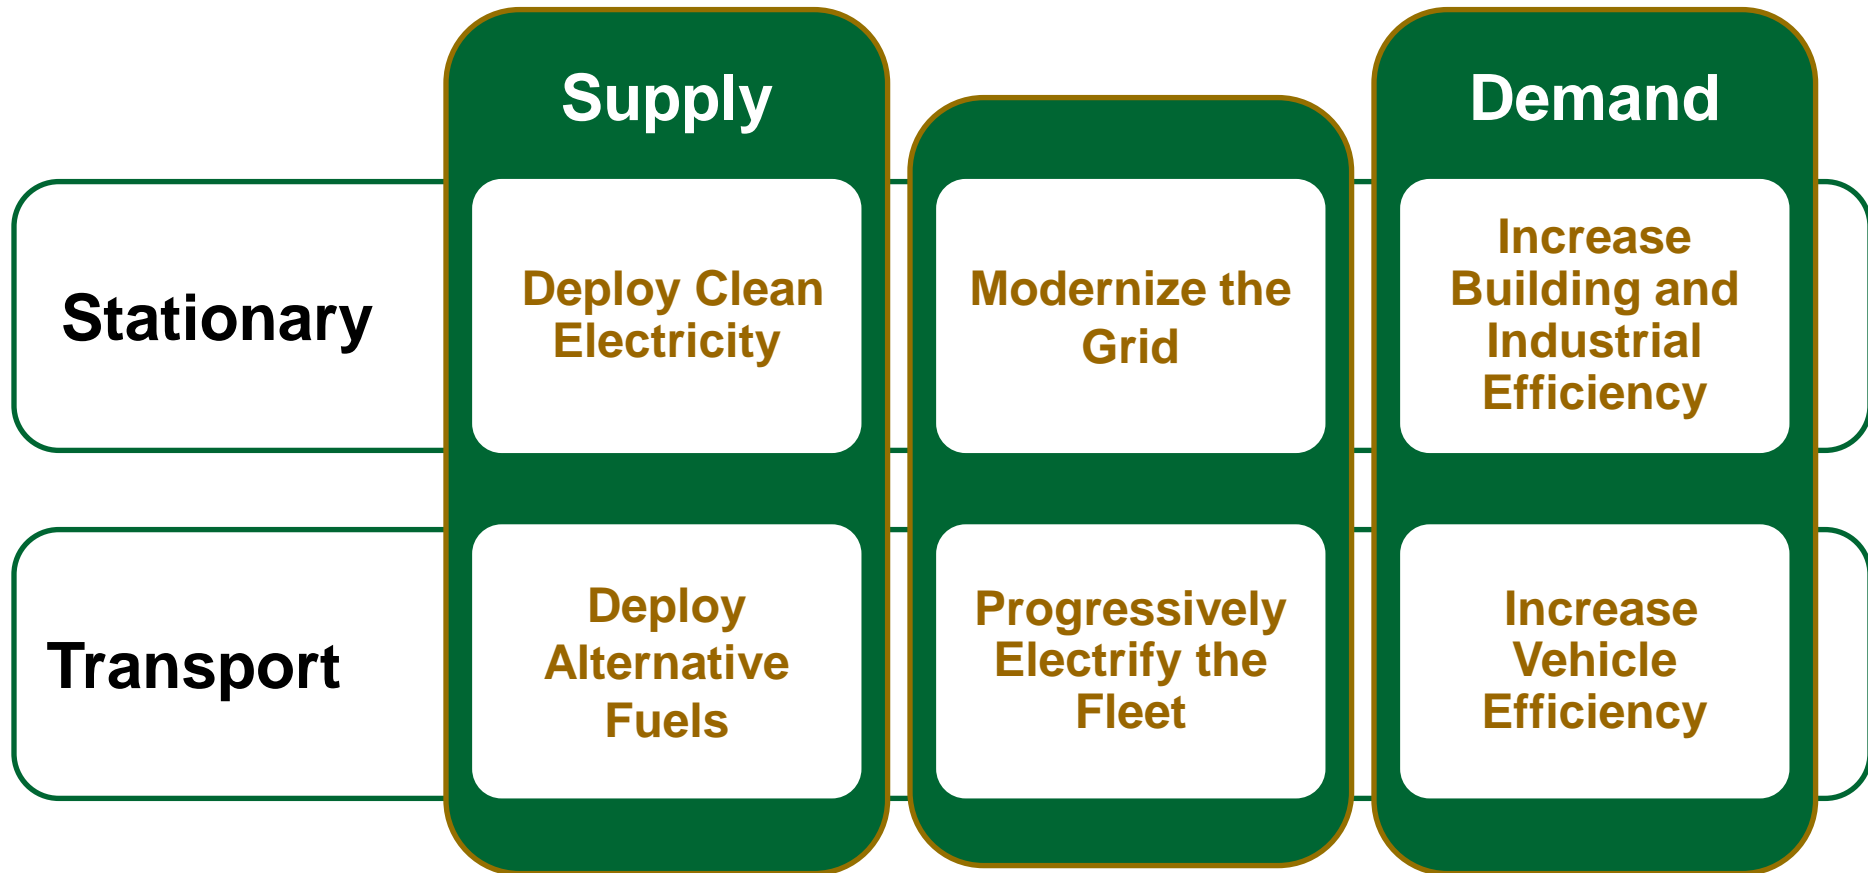 Supply
Demand
Stationary
Deploy Clean
Electricity
Modernize the
Grid
Increase
Building and
Industrial
Efficiency
Transport
Deploy
Alternative
Fuels
Progressively
Electrify the
Fleet
Increase
Vehicle
Efficiency